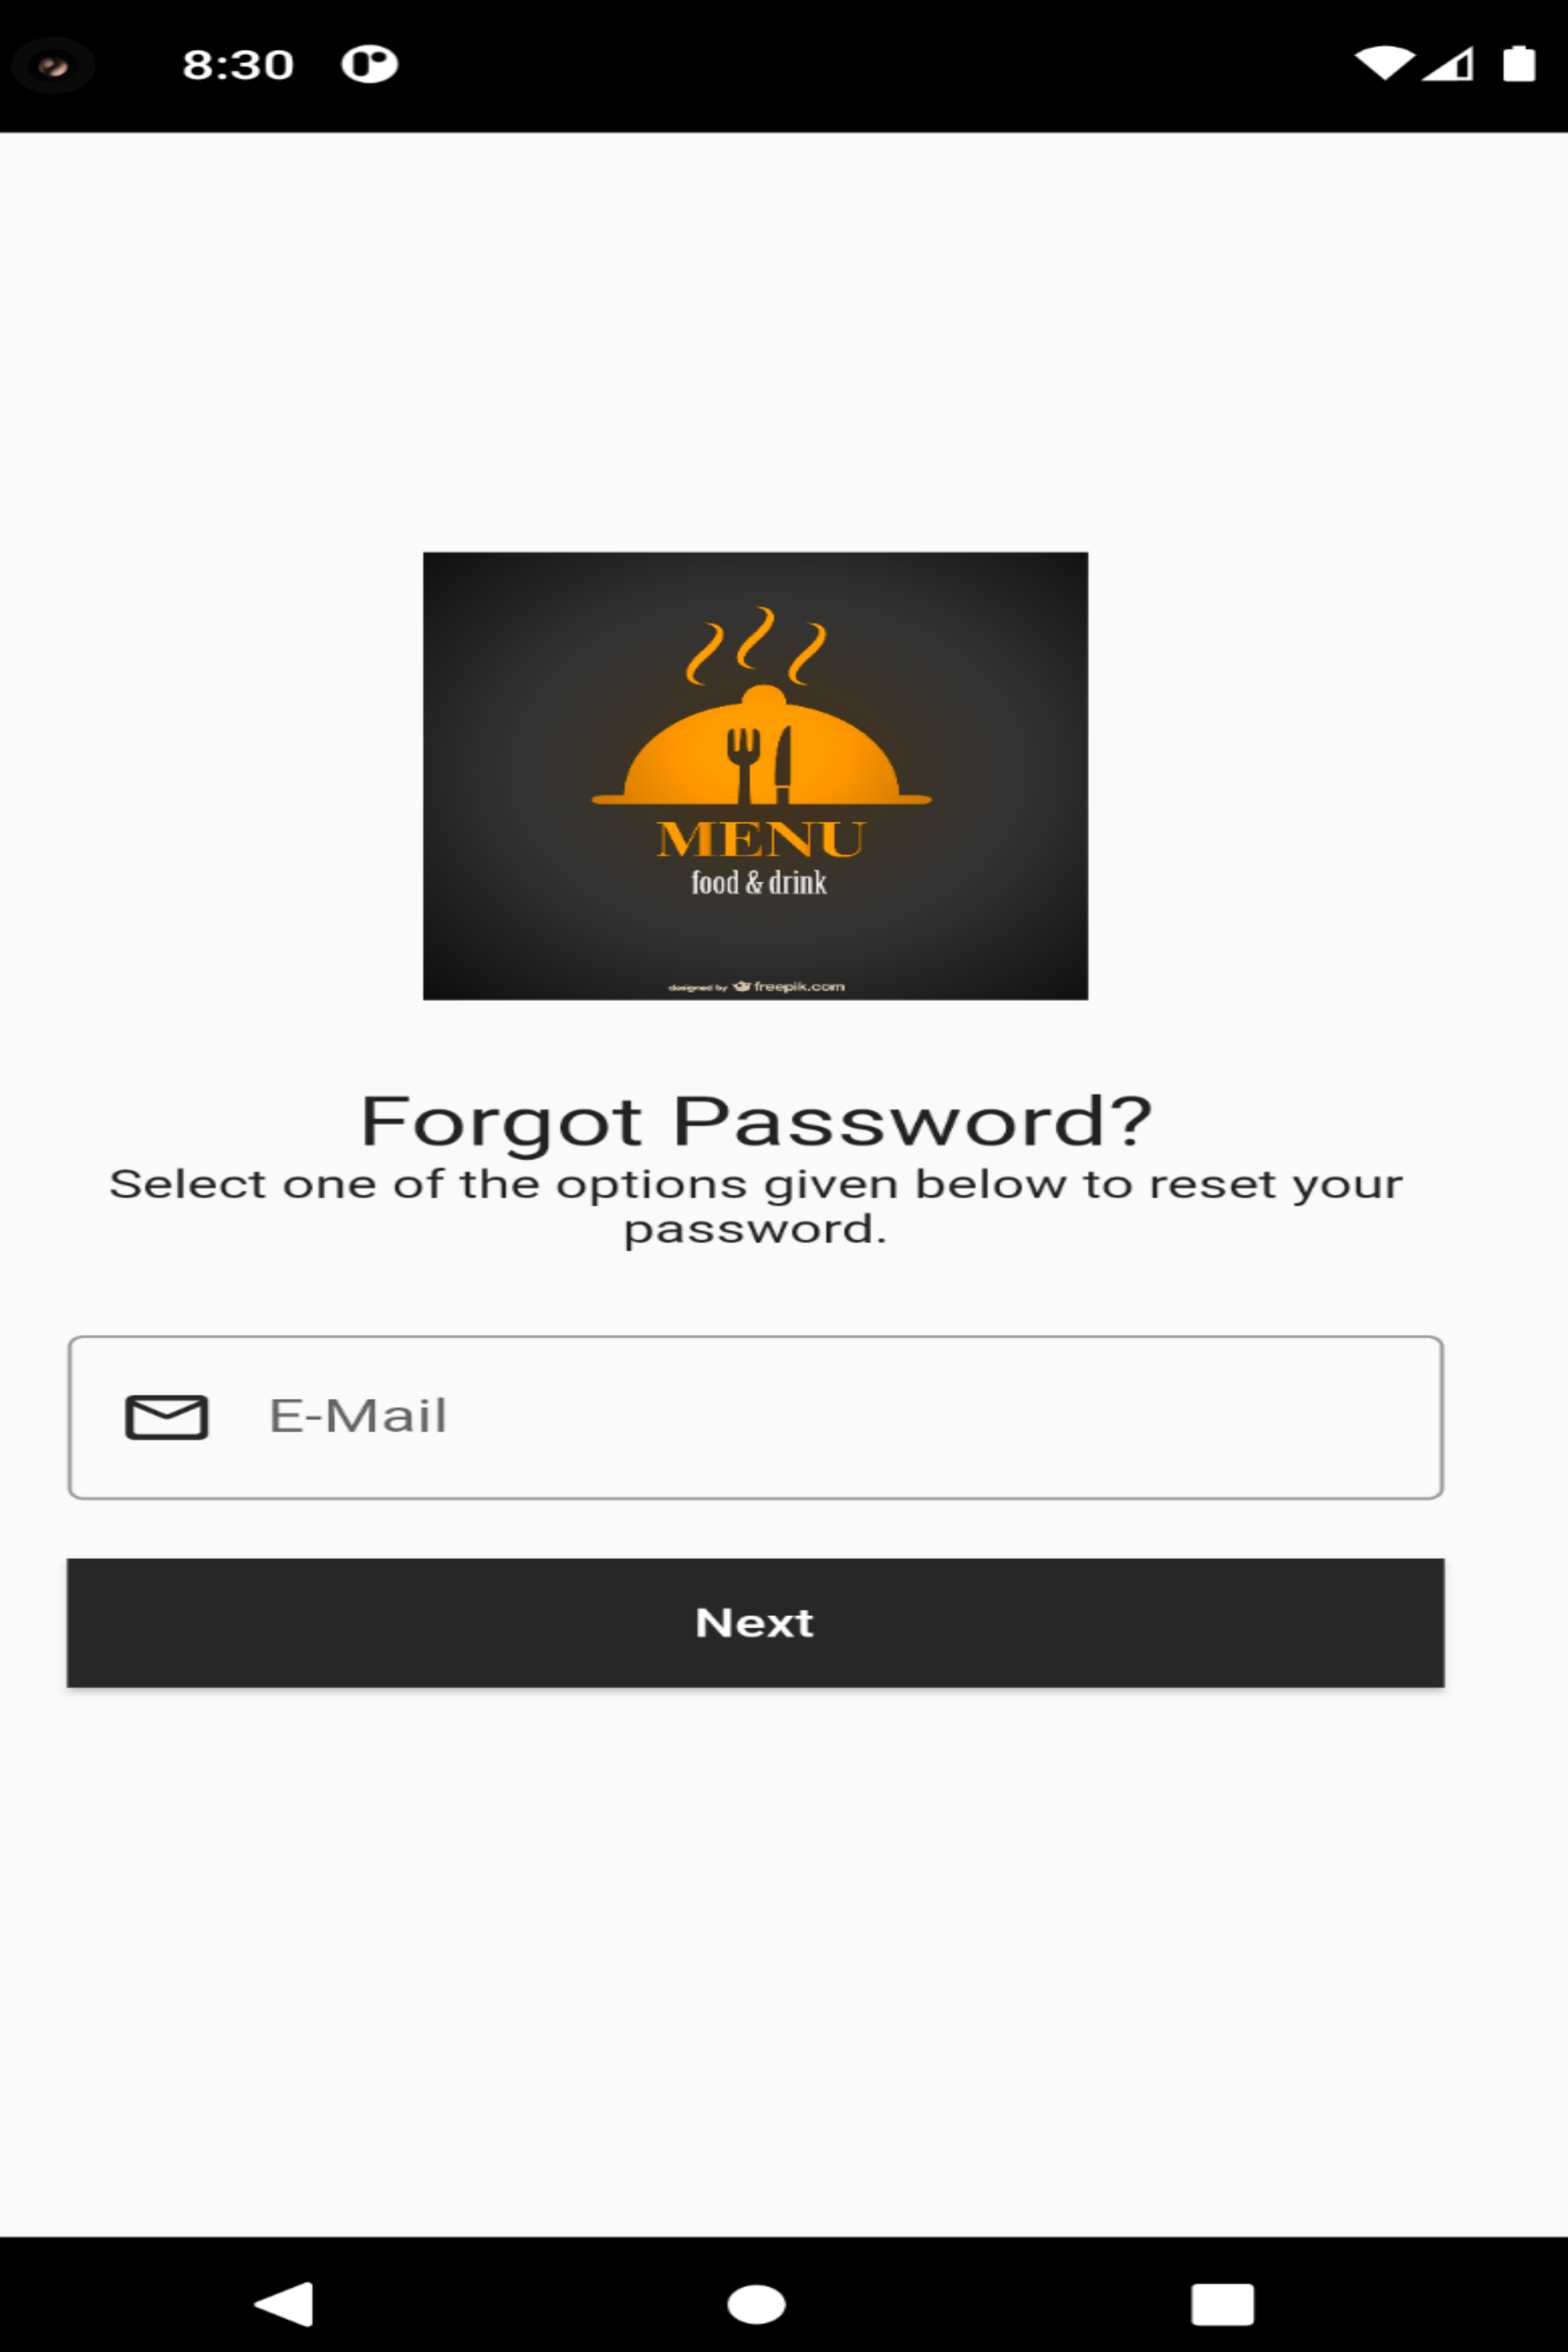 8:30
MENU
food & drink
designed by freepik.com
Forgot Password?
Select one of the options given below to reset your
password.
E-Mail
Next